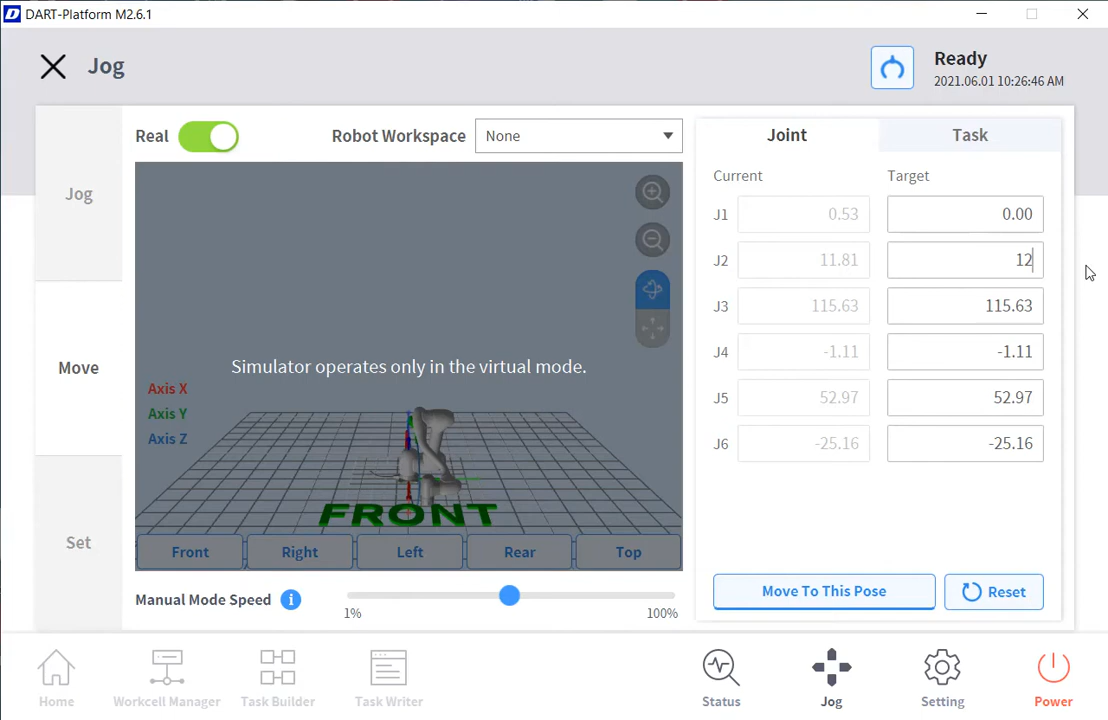 DART-Platform M2.6.1
Jog
Ready
2021.06.01 10:26:46 AM
Jog
Move
Set
Real
Robot Workspace
None
Simulator operates only in the virtual mode.
Axis X
Axis Y
Axis Z
FRONT
Front Right Left Rear Top
Manual Mode Speed
1% 100%
Joint Task
Current Target
J1 0.53 0.00
J2 11.81 12
J3 115.63 115.63
J4 -1.11 -1.11
J5 52.97 52.97
J6 -25.16 -25.16
Move To This Pose Reset
Home Workcell Manager Task Builder Task Writer Status Jog Setting Power